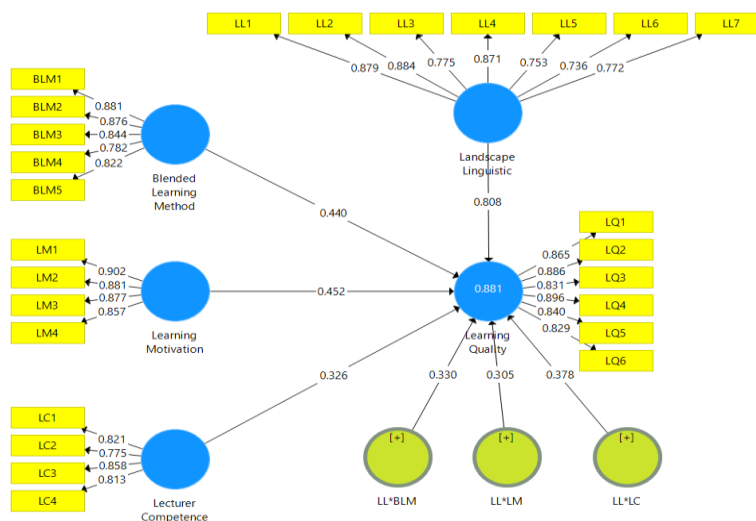 LL1
LL2
LL3
LL4
LL5
LL6
LL7
0.879
0.884
0.775
0.871
0.753
0.736
0.772
Landscape
Linguistic
0.808
BLM1
BLM2
BLM3
BLM4
BLM5
0.881
0.876
0.844
0.782
0.822
Blended
Learning
Method
0.440
LM1
LM2
LM3
LM4
0.902
0.881
0.877
0.857
Learning
Motivation
0.452
LC1
LC2
LC3
LC4
0.821
0.775
0.858
0.813
Lecturer
Competence
0.326
0.881
Learning
Quality
0.865
0.886
0.831
0.896
0.840
0.829
LQ1
LQ2
LQ3
LQ4
LQ5
LQ6
0.330
0.305
0.378
[+]
[+]
[+]
LL*BLM
LL*LM
LL*LC